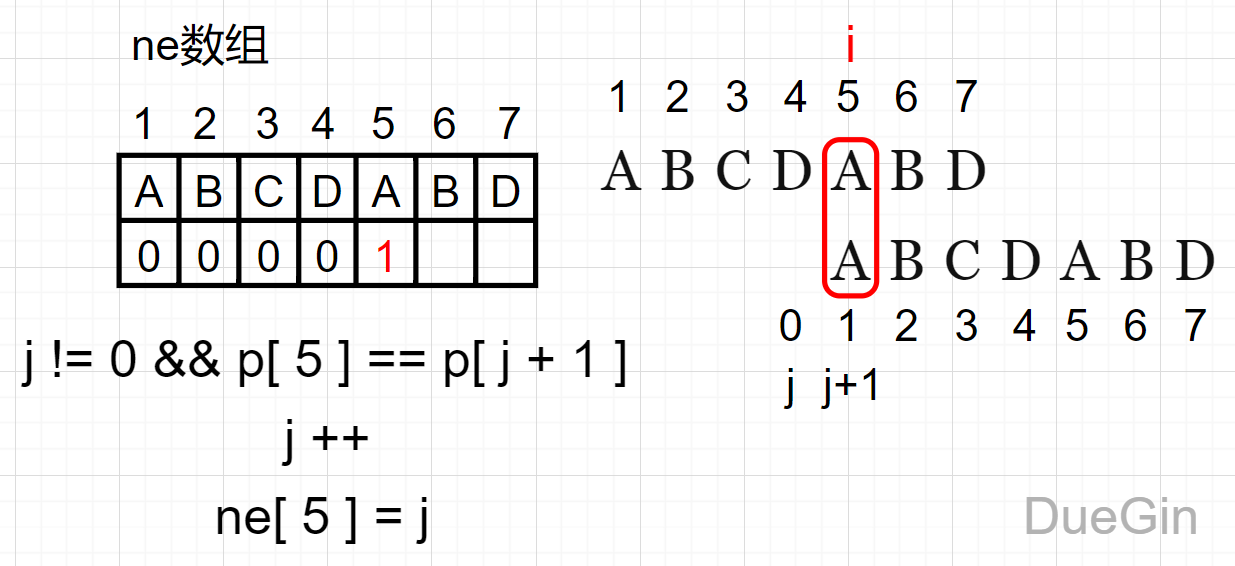 ne数组
1 2 3 4 5 6 7
A B C D A B D
0 0 0 0 1
j != 0 && p[ 5 ] == p[ j + 1 ]
j ++
ne[ 5 ] = j
i
1 2 3 4 5 6 7
A B C D A B D
A B C D A B D
0 1 2 3 4 5 6 7
j j+1
DueGin